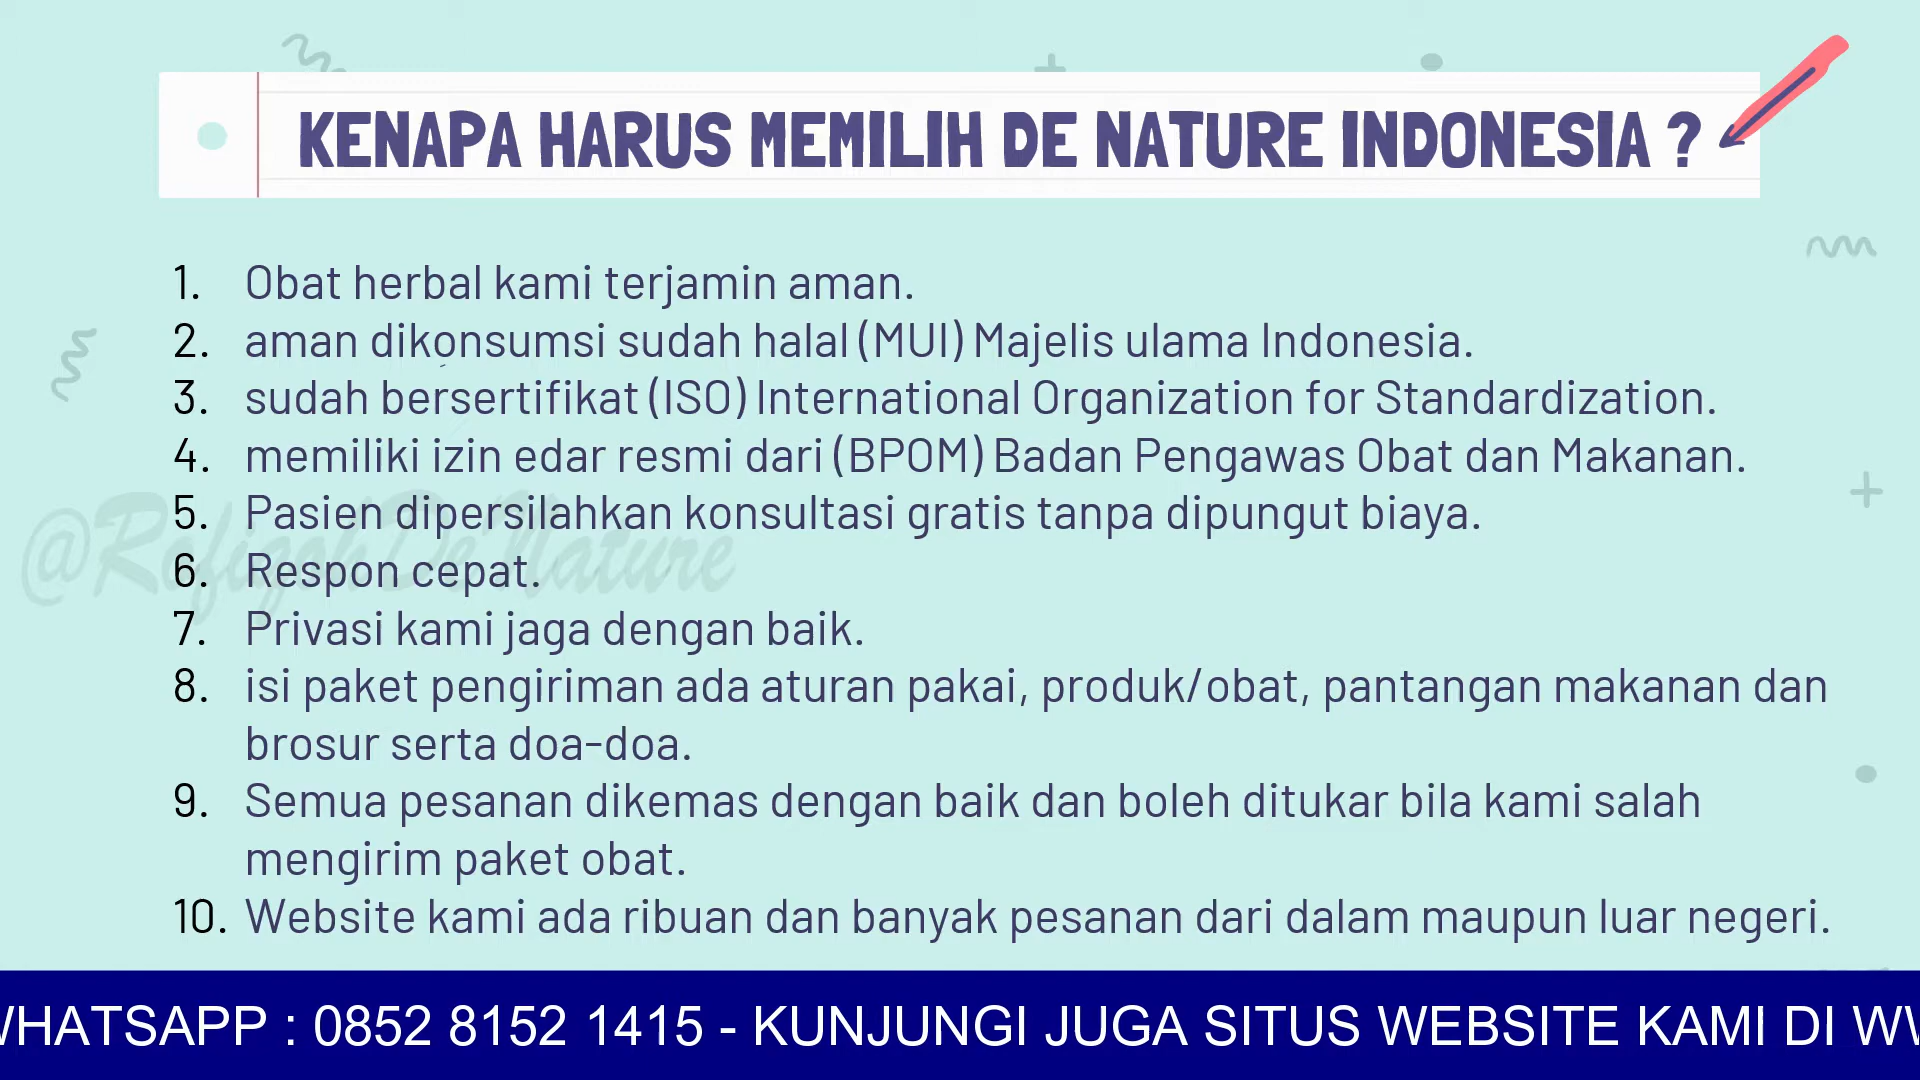 KENAPA HARUS MEMILIH DE NATURE INDONESIA ?
1. Obat herbal kami terjamin aman.
2. aman dikonsumsi sudah halal (MUI) Majelis ulama Indonesia.
3. sudah bersertifikat (ISO) International Organization for Standardization.
4. memiliki izin edar resmi dari (BPOM) Badan Pengawas Obat dan Makanan.
5. Pasien dipersilahkan konsultasi gratis tanpa dipungut biaya.
@RofiqohDe'Nature
6. Respon cepat.
7. Privasi kami jaga dengan baik.
8. isi paket pengiriman ada aturan pakai, produk/obat, pantangan makanan dan
brosur serta doa-doa.
9. Semua pesanan dikemas dengan baik dan boleh ditukar bila kami salah
mengirim paket obat.
10. Website kami ada ribuan dan banyak pesanan dari dalam maupun luar negeri.
WHATSAPP : 0852 8152 1415 - KUNJUNGI JUGA SITUS WEBSITE KAMI DI WW